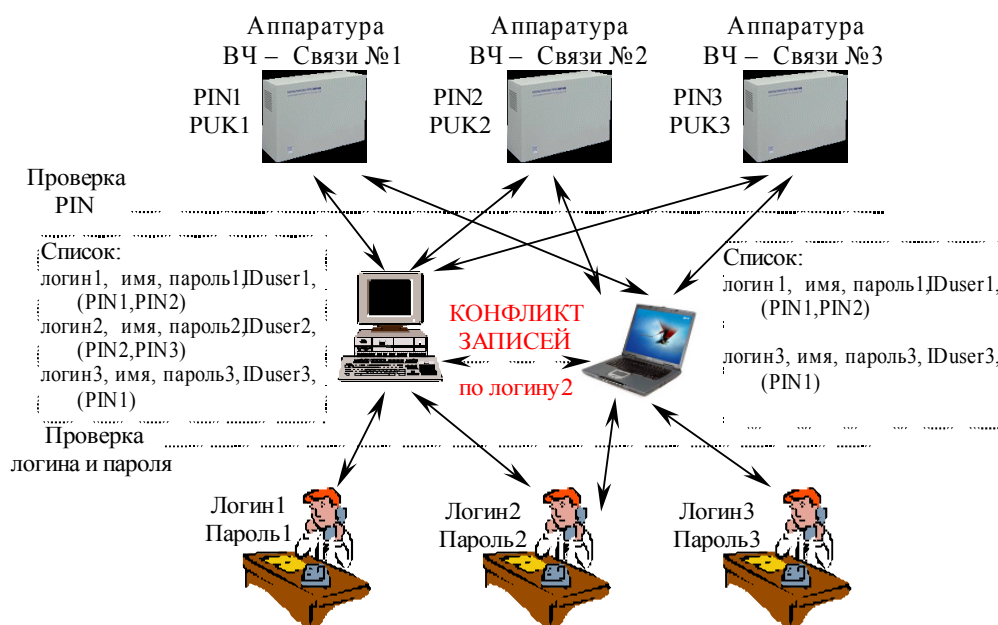 Аппаратура
ВЧ – Связи №1
Аппаратура
ВЧ – Связи №2
Аппаратура
ВЧ – Связи №3
PIN1
PUK1
PIN2
PUK2
PIN3
PUK3
Проверка
PIN
Список:
логин1, имя, пароль1,IDuser1,
(PIN1,PIN2)
логин2, имя, пароль2,IDuser2,
(PIN2,PIN3)
логин3, имя, пароль3, IDuser3,
(PIN1)
КОНФЛИКТ
ЗАПИСЕЙ
по логину2
Список:
логин1, имя, пароль1,IDuser1,
(PIN1,PIN2)
логин3, имя, пароль3, IDuser3,
(PIN1)
Проверка
логина и пароля
Логин1
Пароль1
Логин2
Пароль2
Логин3
Пароль3